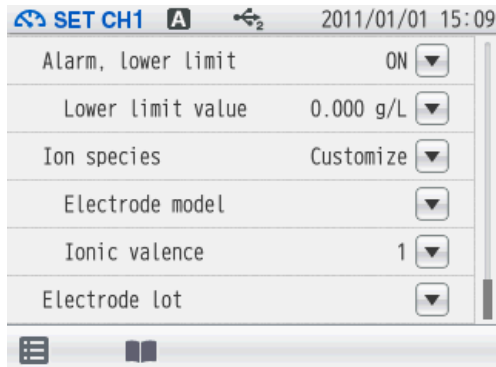 SET CH1 A 2 2011/01/01 15:09
Alarm, lower limit ON
Lower limit value 0.000 g/L
Ion species Customize
Electrode model
Ionic valence 1
Electrode lot